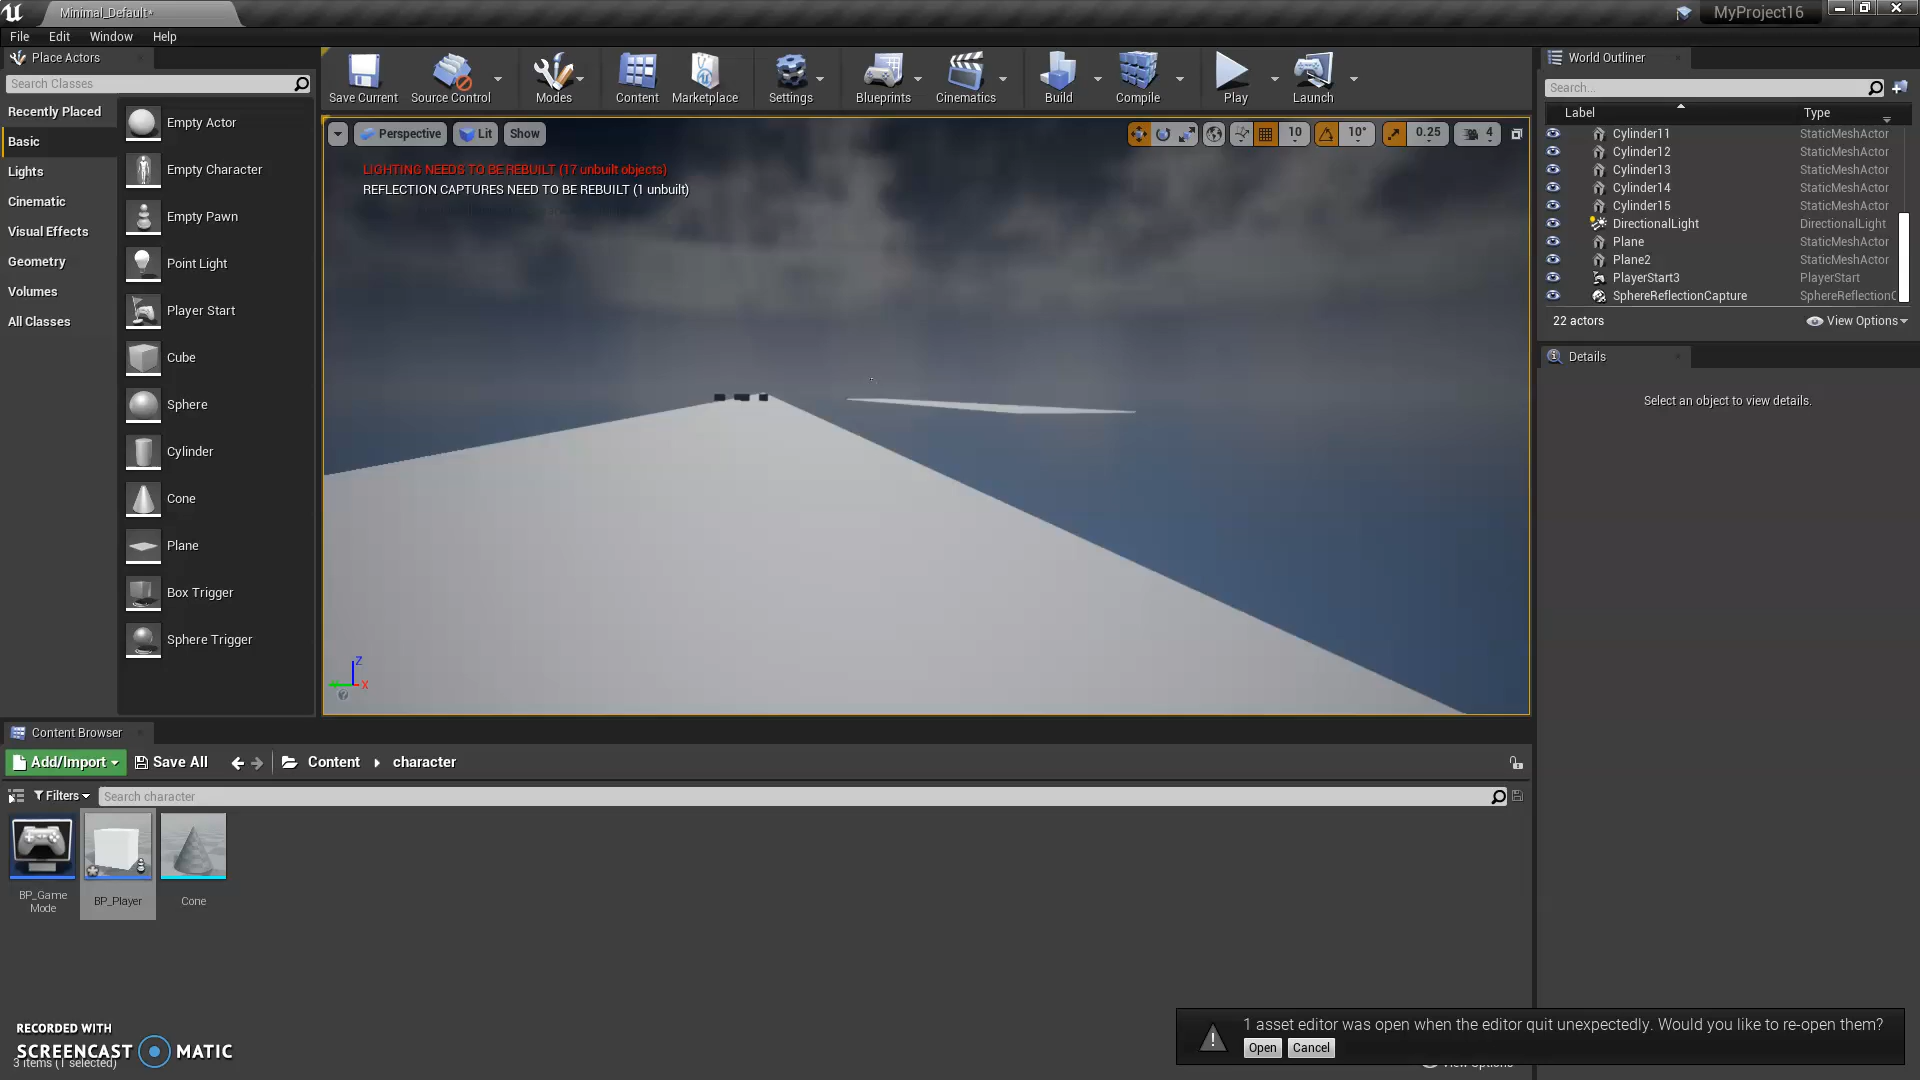 Minimal_Default*
MyProject16
File Edit Window Help
Place Actors
Search Classes
Recently Placed
Basic
Lights
Cinematic
Visual Effects
Geometry
Volumes
All Classes
Empty Actor
Empty Character
Empty Pawn
Point Light
Player Start
Cube
Sphere
Cylinder
Cone
Plane
Box Trigger
Sphere Trigger
Save Current Source Control Modes Content Marketplace Settings Blueprints Cinematics Build Compile Play Launch
Perspective Lit Show 10 10° 0.25 4
LIGHTING NEEDS TO BE REBUILT (17 unbuilt objects)
REFLECTION CAPTURES NEED TO BE REBUILT (1 unbuilt)
Z
X
World Outliner
Search...
Label Type
Cylinder11 StaticMeshActor
Cylinder12 StaticMeshActor
Cylinder13 StaticMeshActor
Cylinder14 StaticMeshActor
Cylinder15 StaticMeshActor
DirectionalLight DirectionalLight
Plane StaticMeshActor
Plane2 StaticMeshActor
PlayerStart3 PlayerStart
SphereReflectionCapture SphereReflectionC
22 actors View Options
Details
Select an object to view details.
Content Browser
Add/Import Save All Content character
Filters Search character
BP_Game
Mode
BP_Player
Cone
RECORDED WITH
SCREENCAST MATIC
3 items (1 selected)
1 asset editor was open when the editor quit unexpectedly. Would you like to re-open them?
Open Cancel
View Options